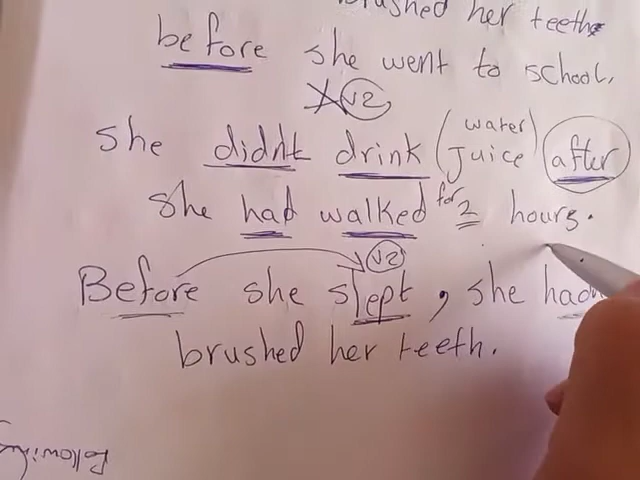 brushed her teeth
before she went to school.
X V2
she didn't drink (water Juice) after
she had walked for 2 hours.
V2
Before she slept, she had
brushed her teeth.
Following